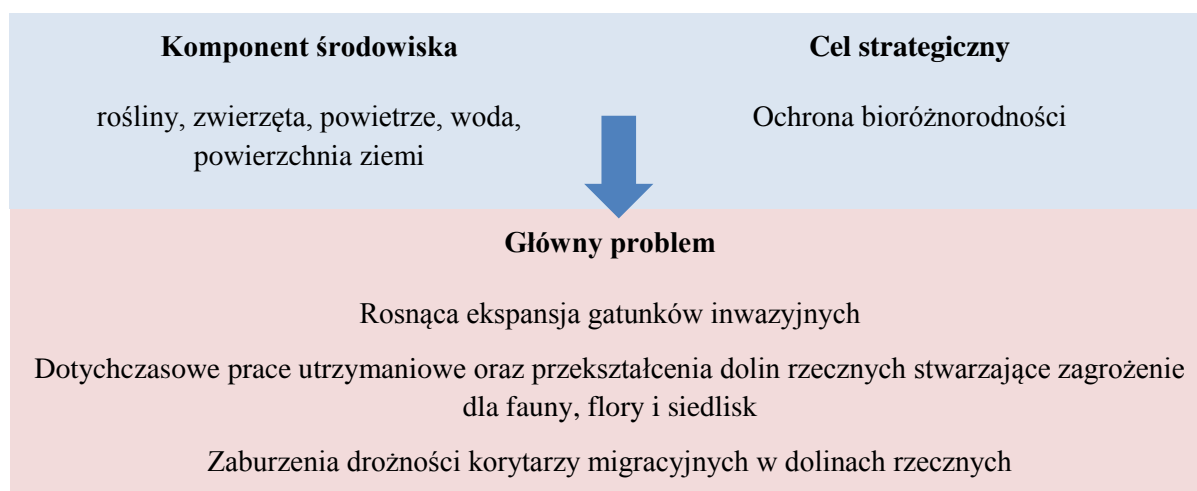 Komponent środowiska
rośliny, zwierzęta, powietrze, woda,
powierzchnia ziemi
Cel strategiczny
Ochrona bioróżnorodności
Główny problem
Rosnąca ekspansja gatunków inwazyjnych
Dotychczasowe prace utrzymaniowe oraz przekształcenia dolin rzecznych stwarzające zagrożenie
dla fauny, flory i siedlisk
Zaburzenia drożności korytarzy migracyjnych w dolinach rzecznych